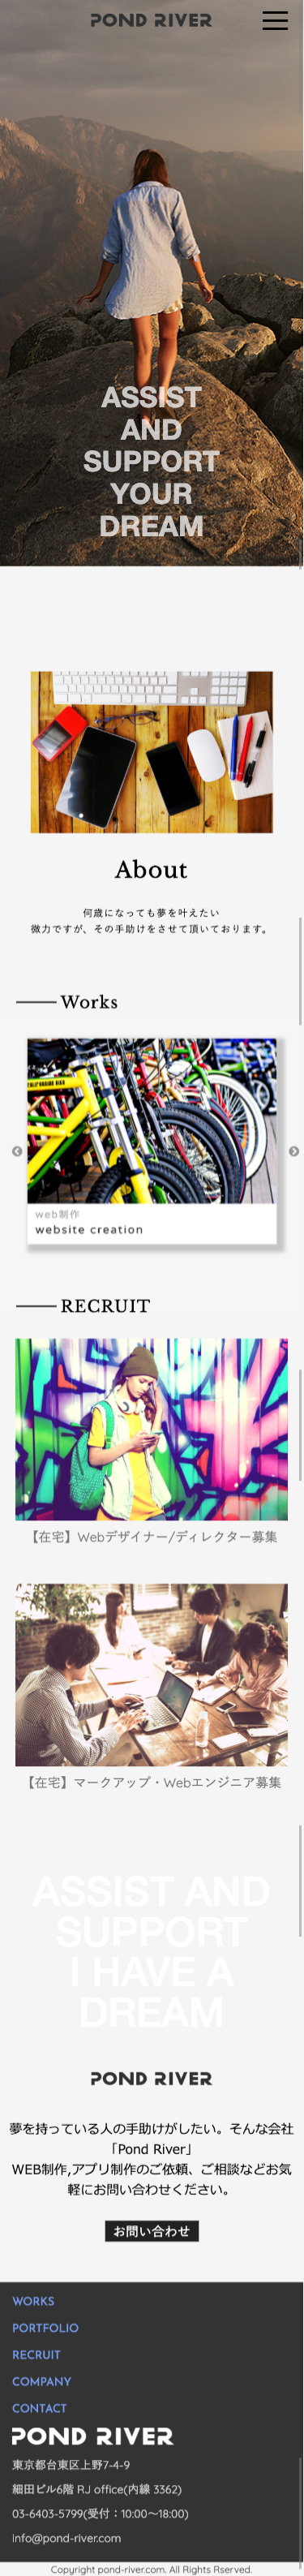 POND RIVER
ASSIST
AND
SUPPORT
YOUR
DREAM
About
何歳になっても夢を叶えたい
微力ですが、その手助けをさせて頂いております。
Works
web制作
website creation
RECRUIT
【在宅】Webデザイナー/ディレクター募集
【在宅】マークアップ・Webエンジニア募集
ASSIST AND
SUPPORT
I HAVE A
DREAM
POND RIVER
夢を持っている人の手助けがしたい。そんな会社
「Pond River」
WEB制作,アプリ制作のご依頼、ご相談などお気
軽にお問い合わせください。
お問い合わせ
WORKS
PORTFOLIO
RECRUIT
COMPANY
CONTACT
POND RIVER
東京都台東区上野7-4-9
細田ビル6階 RJ office(内線 3362)
03-6403-5799(受付：10:00〜18:00)
info@pond-river.com
Copyright pond-river.com. All Rights Rserved.